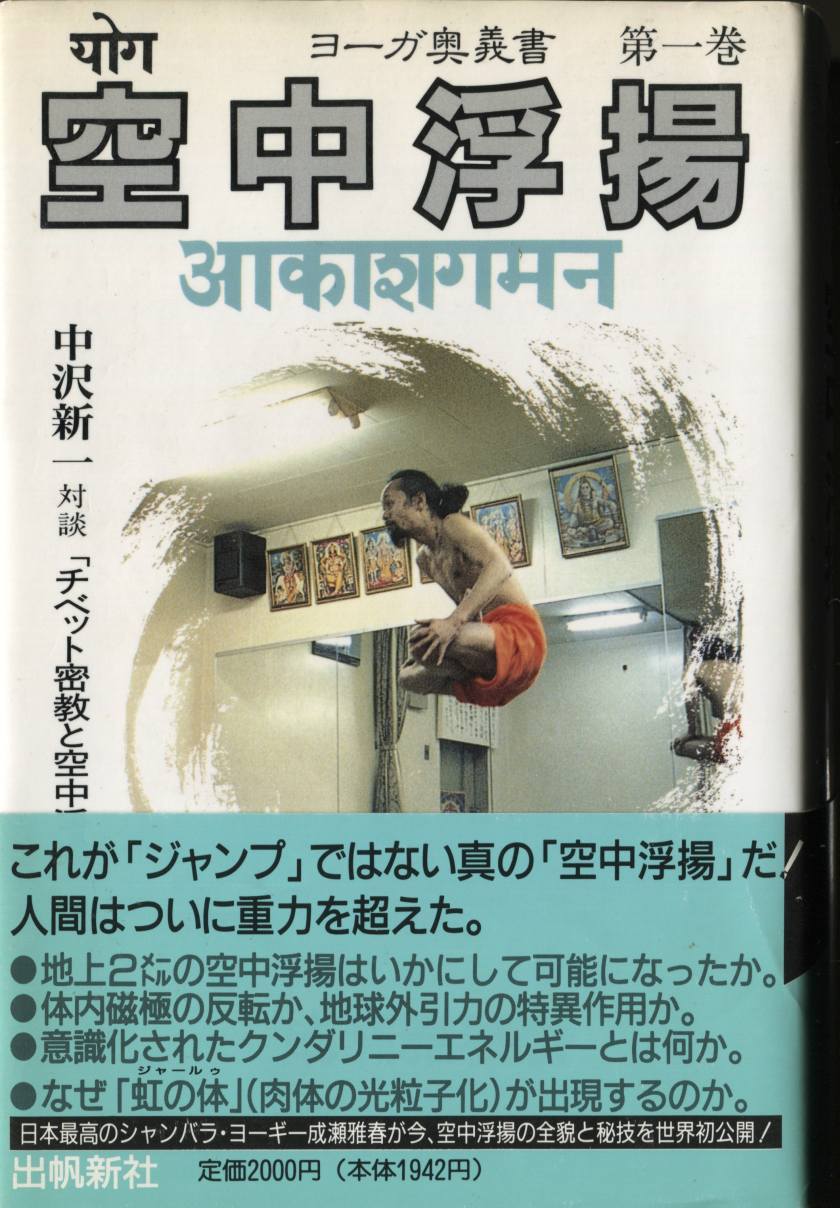 योग
ヨーガ奥義書 第一巻
空中浮揚
आकाशगमन
中沢新一 対談「チベット密教と空中
これが「ジャンプ」ではない真の「空中浮揚」だ!
人間はついに重力を超えた。
●地上2メートルの空中浮揚はいかにして可能になったか。
●体内磁極の反転か、地球外引力の特異作用か。
●意識化されたクンダリニーエネルギーとは何か。
ジャールゥ
●なぜ「虹の体」(肉体の光粒子化)が出現するのか。
日本最高のシャンバラ・ヨーギー成瀬雅春が今、空中浮揚の全貌と秘技を世界初公開!
出帆新社 定価2000円(本体1942円)